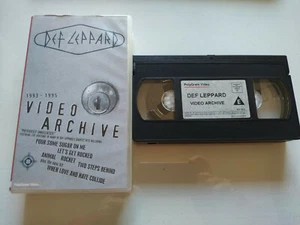 DEF LEPPARD
1993 - 1995
VIDEO
ARCHIVE
POUR SOME SUGAR ON ME
LET'S GET ROCKED
ANIMAL ROCKET TWO STEPS BEHIND
WHEN LOVE AND HATE COLLIDE
PolyGram Video
DEF LEPPARD
VIDEO ARCHIVE